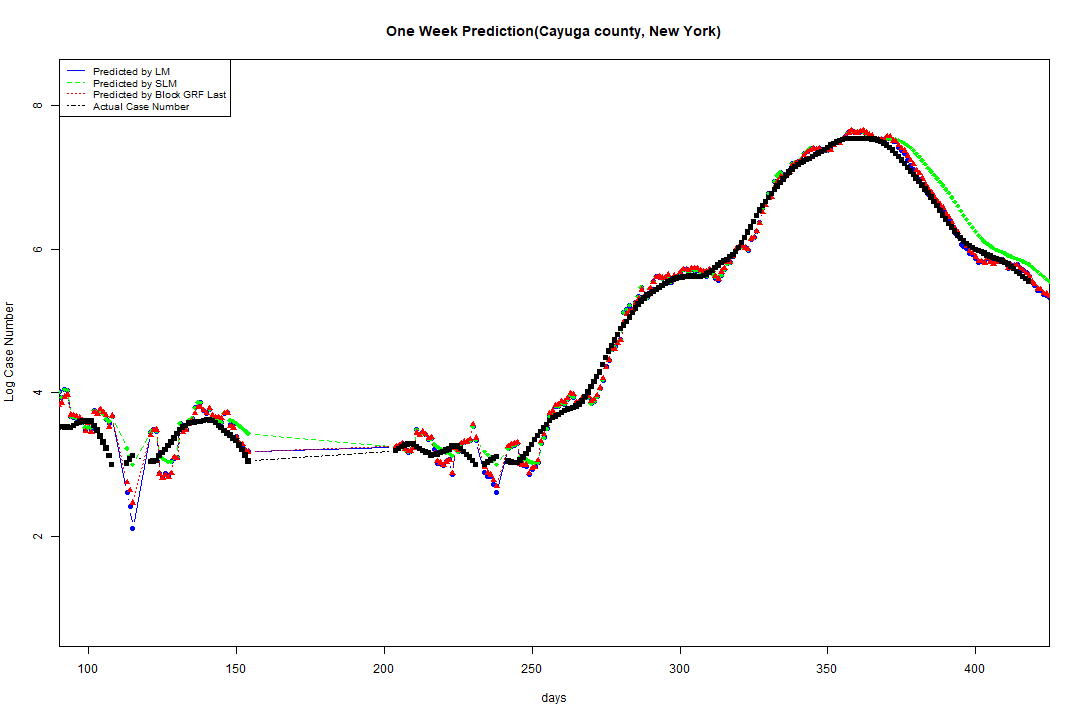 One Week Prediction(Cayuga county, New York)
Predicted by LM
Predicted by SLM
Predicted by Block GRF Last
Actual Case Number
8
6
4
2
Log Case Number
100 150 200 250 300 350 400
days